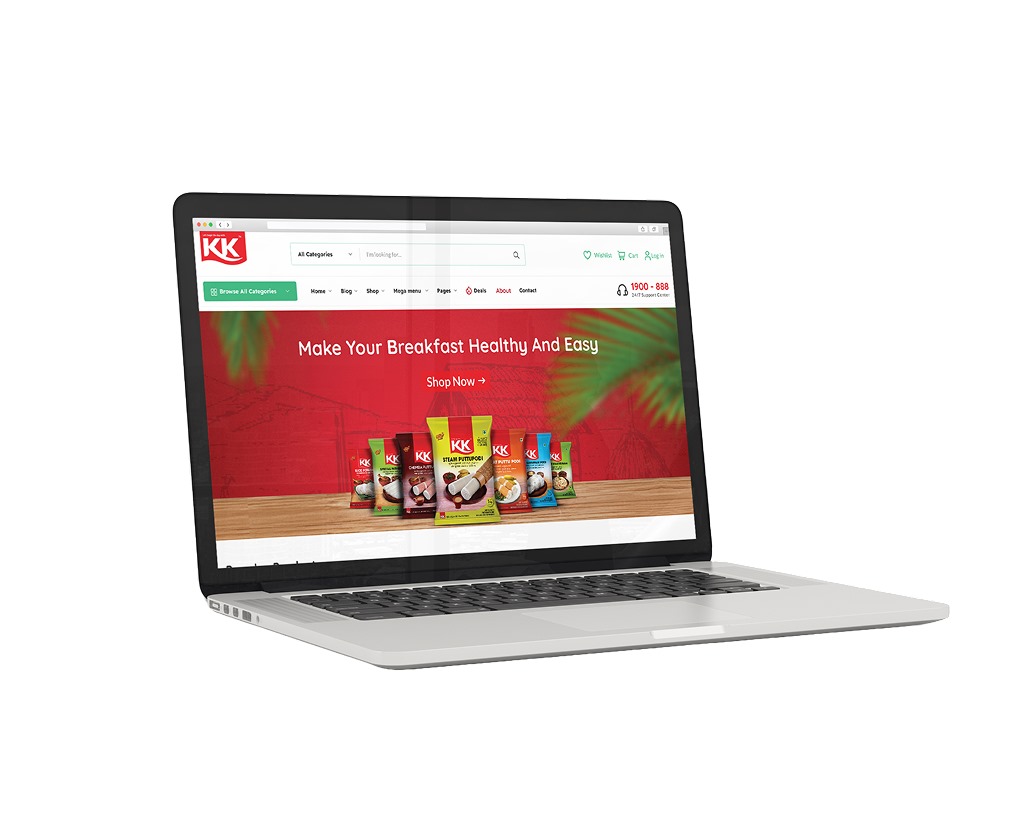 KK
All Categories
I'm looking for...
Wishlist
Cart
Log in
Browse All Categories
Home
Blog
Shop
Mega menu
Pages
Deals
About
Contact
1900 - 888
24/7 Support Center
Make Your Breakfast Healthy And Easy
Shop Now →
KK
KK
KK
KK
STEAM PUTTUPODI
KK
KK
KK